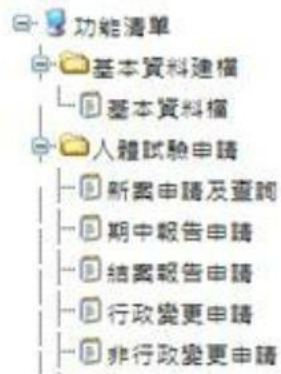 功能清單
基本資料建檔
基本資料檔
人體試驗申請
新案申請及查詢
期中報告申請
結案報告申請
行政變更申請
非行政變更申請